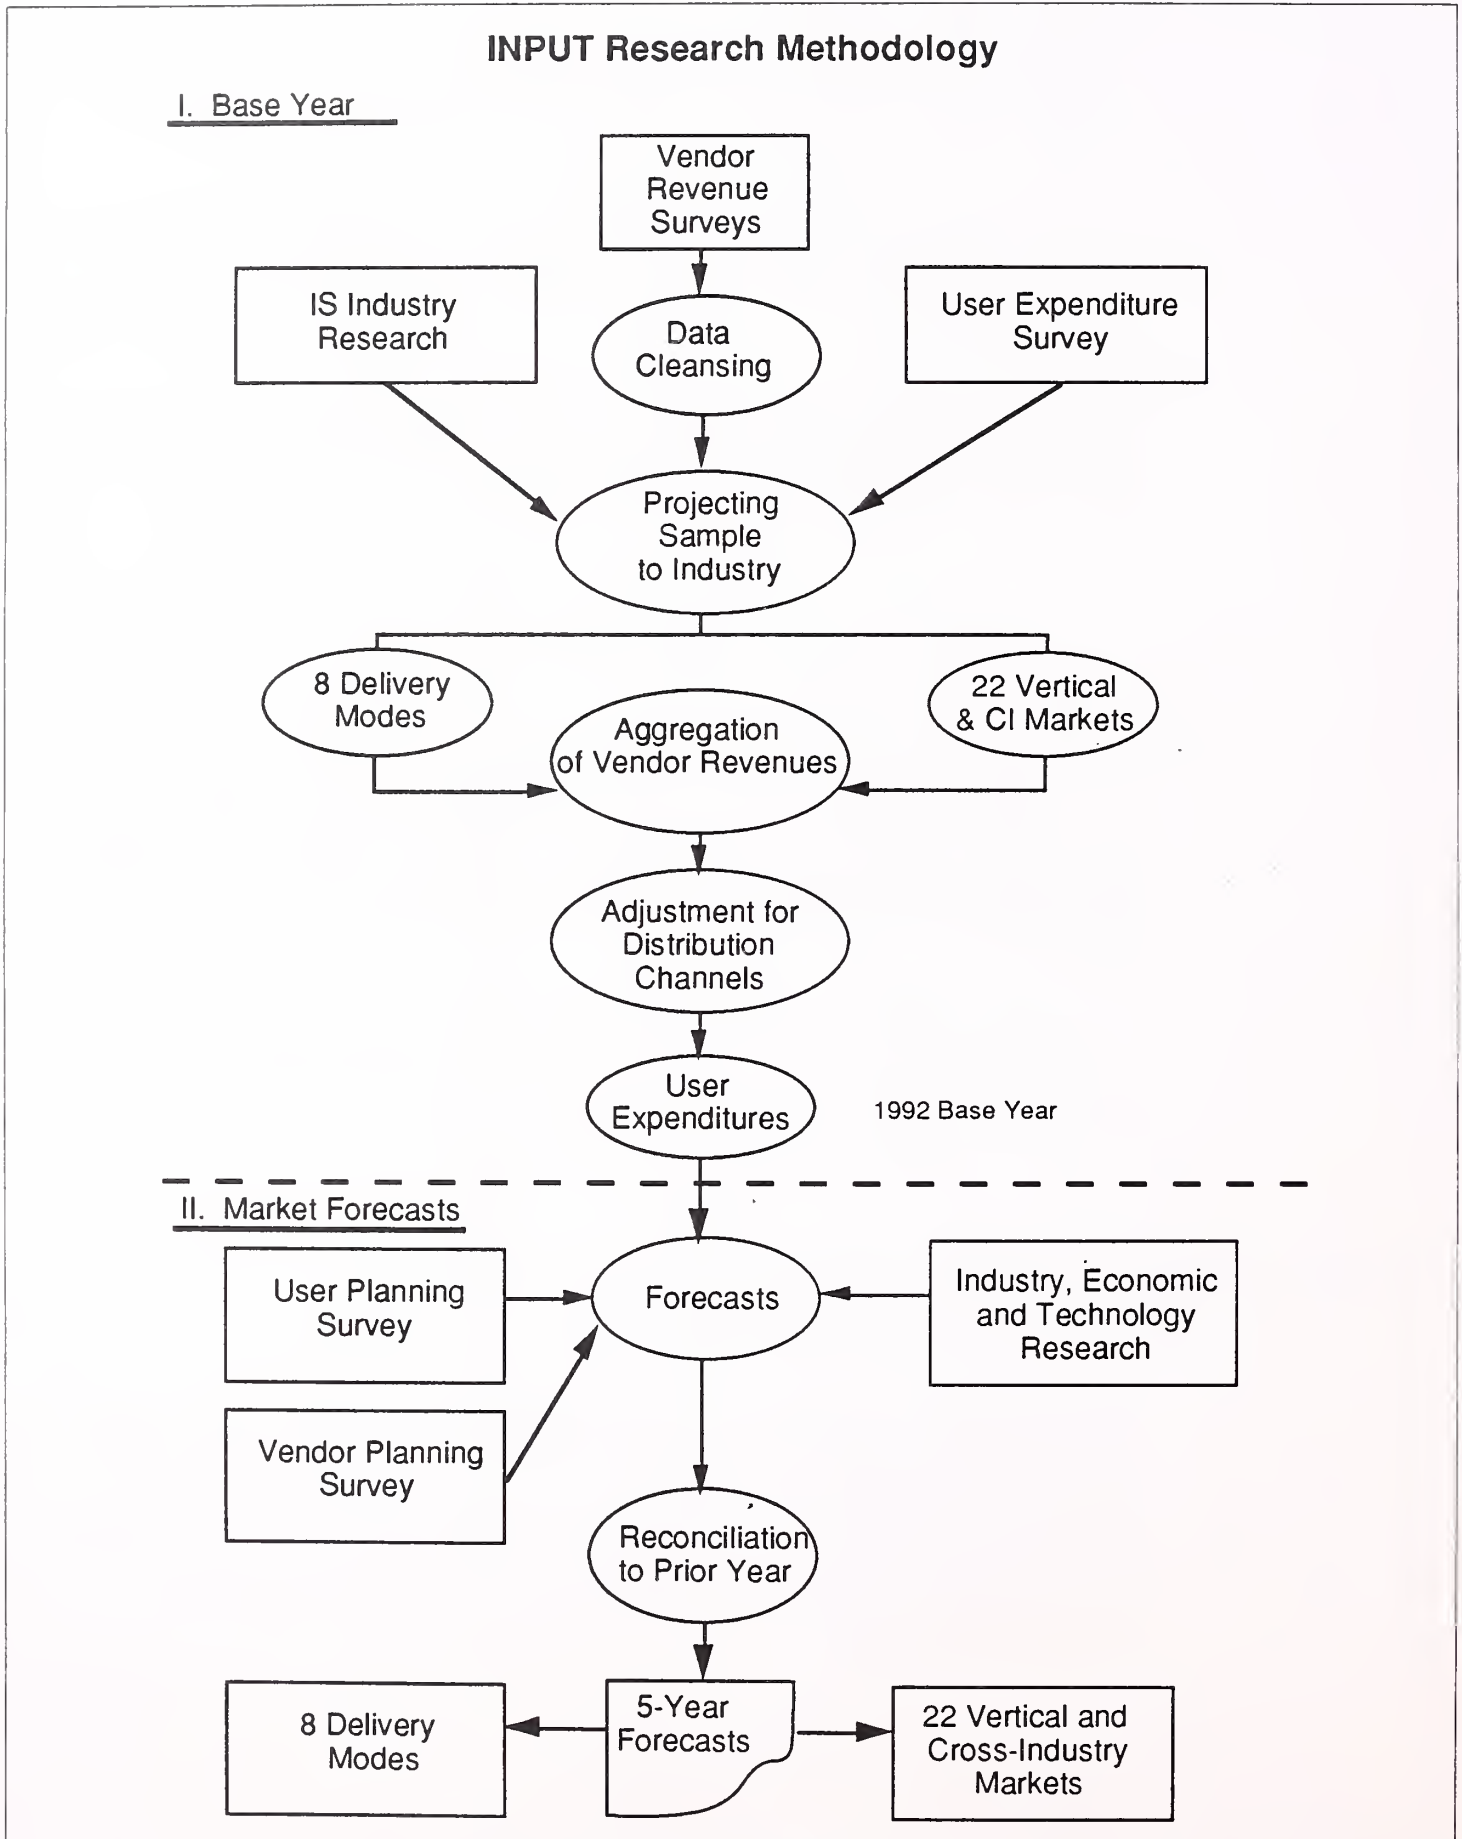 INPUT Research Methodology
I. Base Year
Vendor
Revenue
Surveys
IS Industry
Research
Data
Cleansing
User Expenditure
Survey
Projecting
Sample
to Industry
8 Delivery
Modes
Aggregation
of Vendor Revenues
22 Vertical
& CI Markets
Adjustment for
Distribution
Channels
User
Expenditures
1992 Base Year
II. Market Forecasts
User Planning
Survey
Forecasts
Industry, Economic
and Technology
Research
Vendor Planning
Survey
Reconciliation
to Prior Year
8 Delivery
Modes
5-Year
Forecasts
22 Vertical and
Cross-Industry
Markets